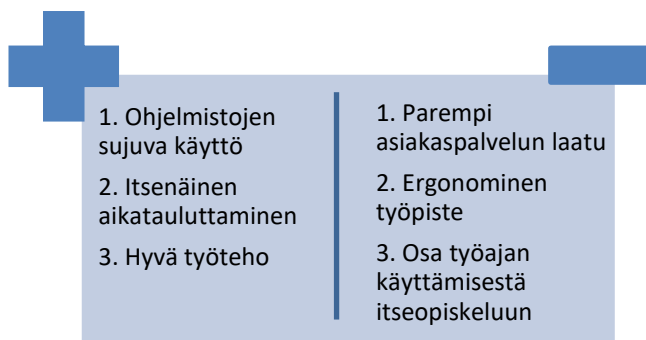 1. Ohjelmistojen
sujuva käyttö
2. Itsenäinen
aikatauluttaminen
3. Hyvä työteho
1. Parempi
asiakaspalvelun laatu
2. Ergonominen
työpiste
3. Osa työajan
käyttämisestä
itseopiskeluun